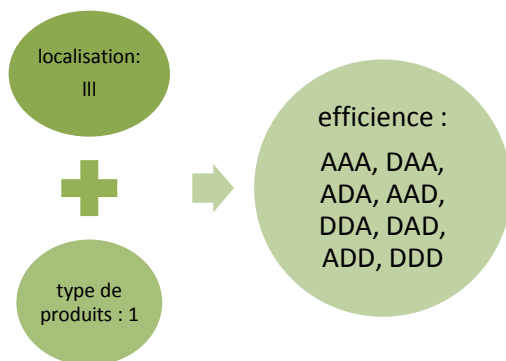 localisation:
III
type de
produits : 1
efficience :
AAA, DAA,
ADA, AAD,
DDA, DAD,
ADD, DDD